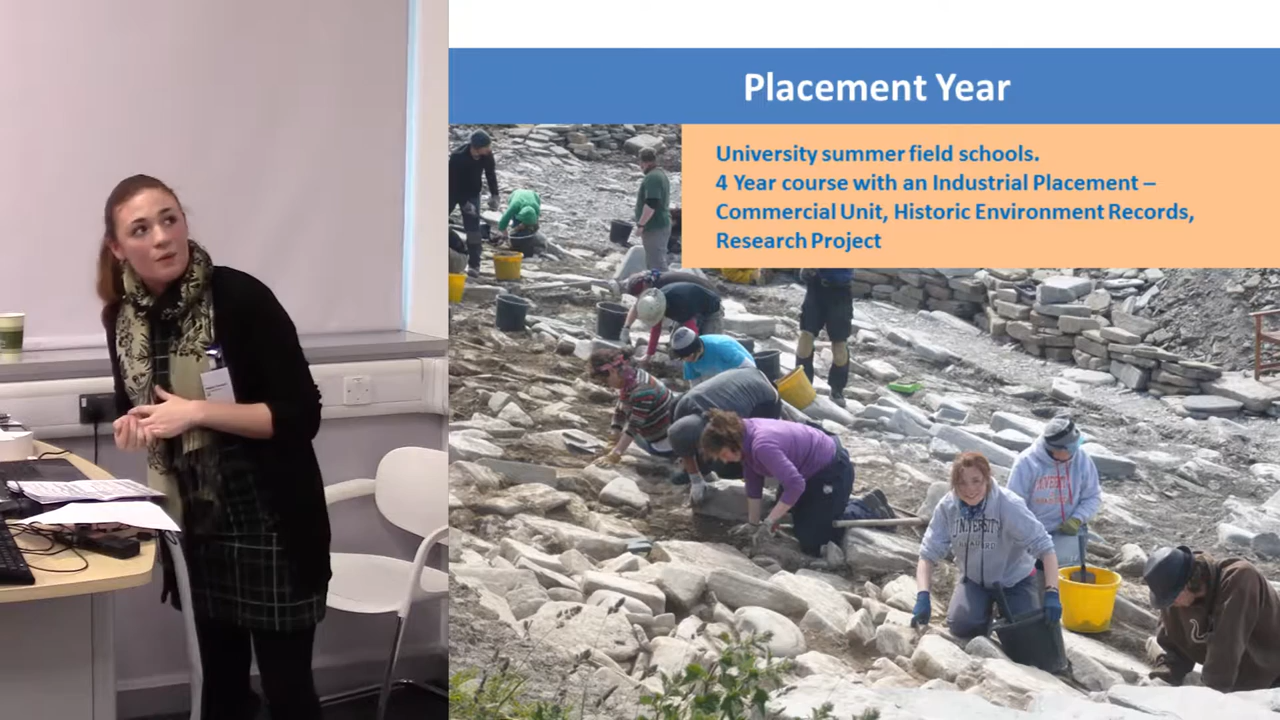 Placement Year
University summer field schools.
4 Year course with an Industrial Placement –
Commercial Unit, Historic Environment Records,
Research Project
UNIVERSITY